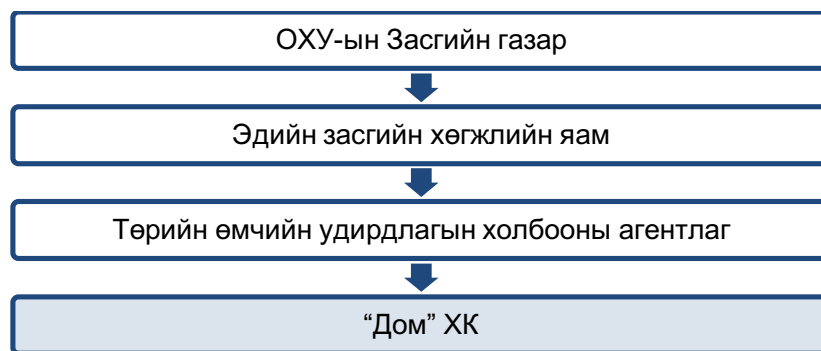 ОХУ-ын Засгийн газар
Эдийн засгийн хөгжлийн яам
Төрийн өмчийн удирдлагын холбооны агентлаг
“Дом” ХК